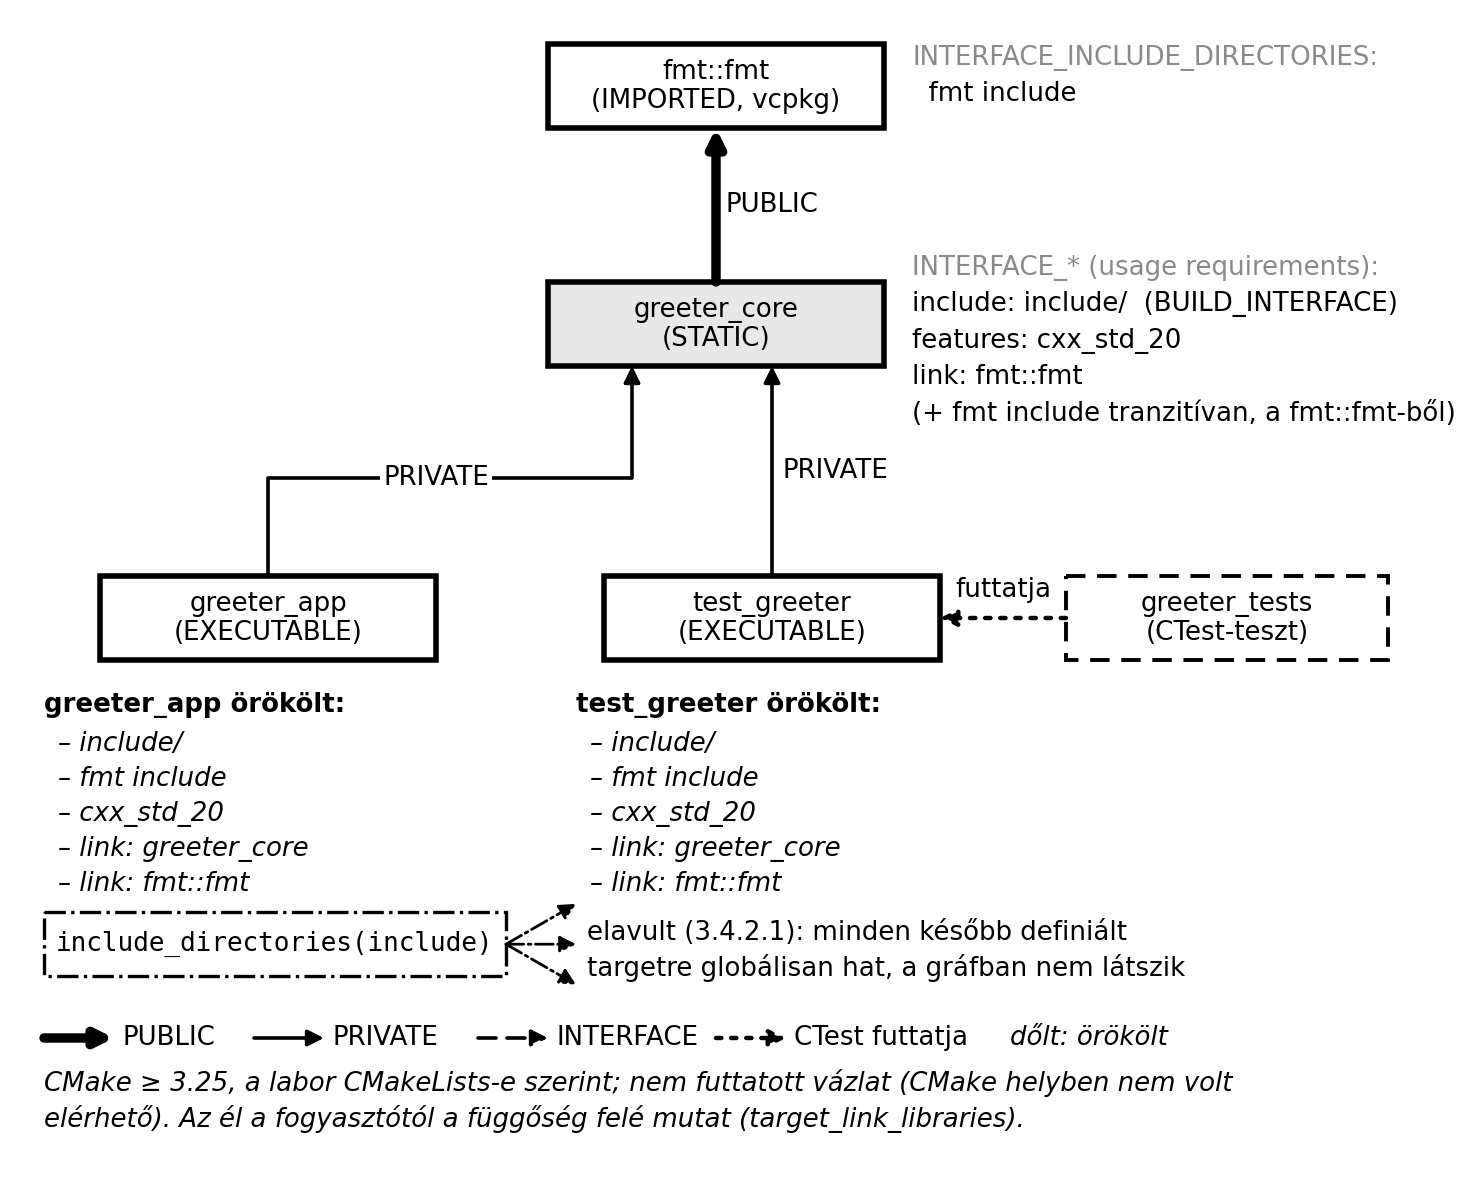 fmt::fmt
(IMPORTED, vcpkg)
INTERFACE_INCLUDE_DIRECTORIES:
fmt include
PUBLIC
greeter_core
(STATIC)
INTERFACE_* (usage requirements):
include: include/  (BUILD_INTERFACE)
features: cxx_std_20
link: fmt::fmt
(+ fmt include tranzitívan, a fmt::fmt-ből)
PRIVATE
PRIVATE
greeter_app
(EXECUTABLE)
test_greeter
(EXECUTABLE)
futtatja
greeter_tests
(CTest-teszt)
greeter_app örökölt:
– include/
– fmt include
– cxx_std_20
– link: greeter_core
– link: fmt::fmt
test_greeter örökölt:
– include/
– fmt include
– cxx_std_20
– link: greeter_core
– link: fmt::fmt
include_directories(include)
elavult (3.4.2.1): minden később definiált
targetre globálisan hat, a gráfban nem látszik
PUBLIC
PRIVATE
INTERFACE
CTest futtatja
dőlt: örökölt
CMake ≥ 3.25, a labor CMakeLists-e szerint; nem futtatott vázlat (CMake helyben nem volt
elérhető). Az él a fogyasztótól a függőség felé mutat (target_link_libraries).